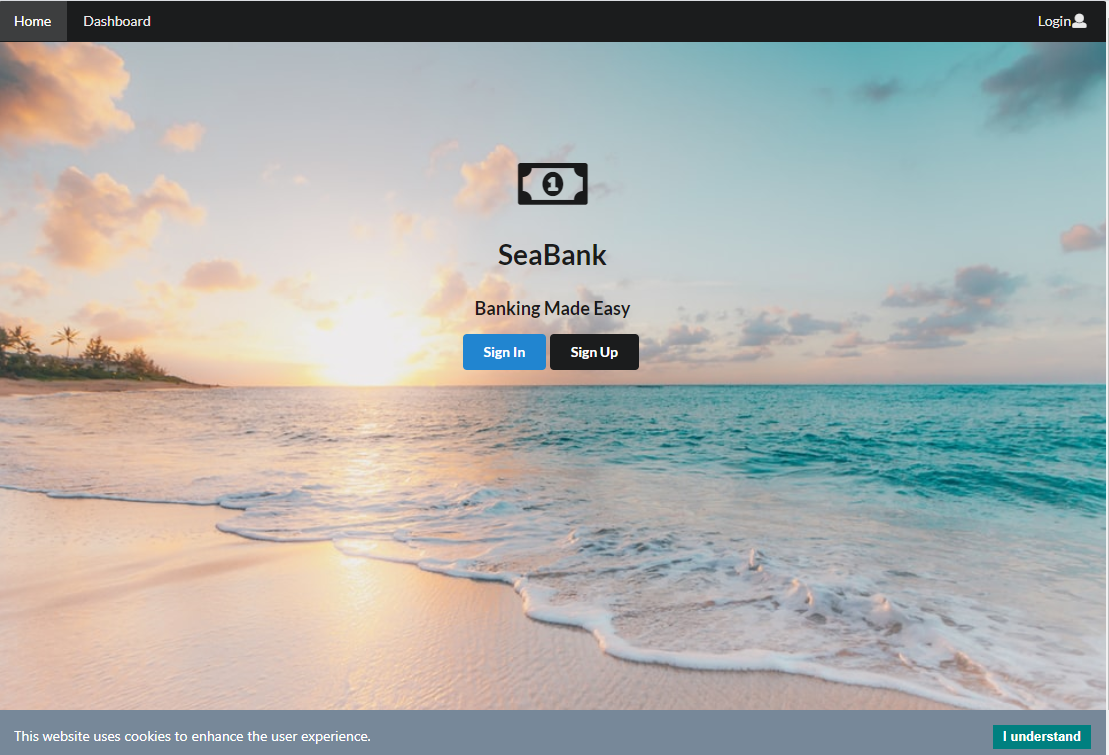 Home Dashboard Login
1
SeaBank
Banking Made Easy
Sign In Sign Up
This website uses cookies to enhance the user experience. I understand